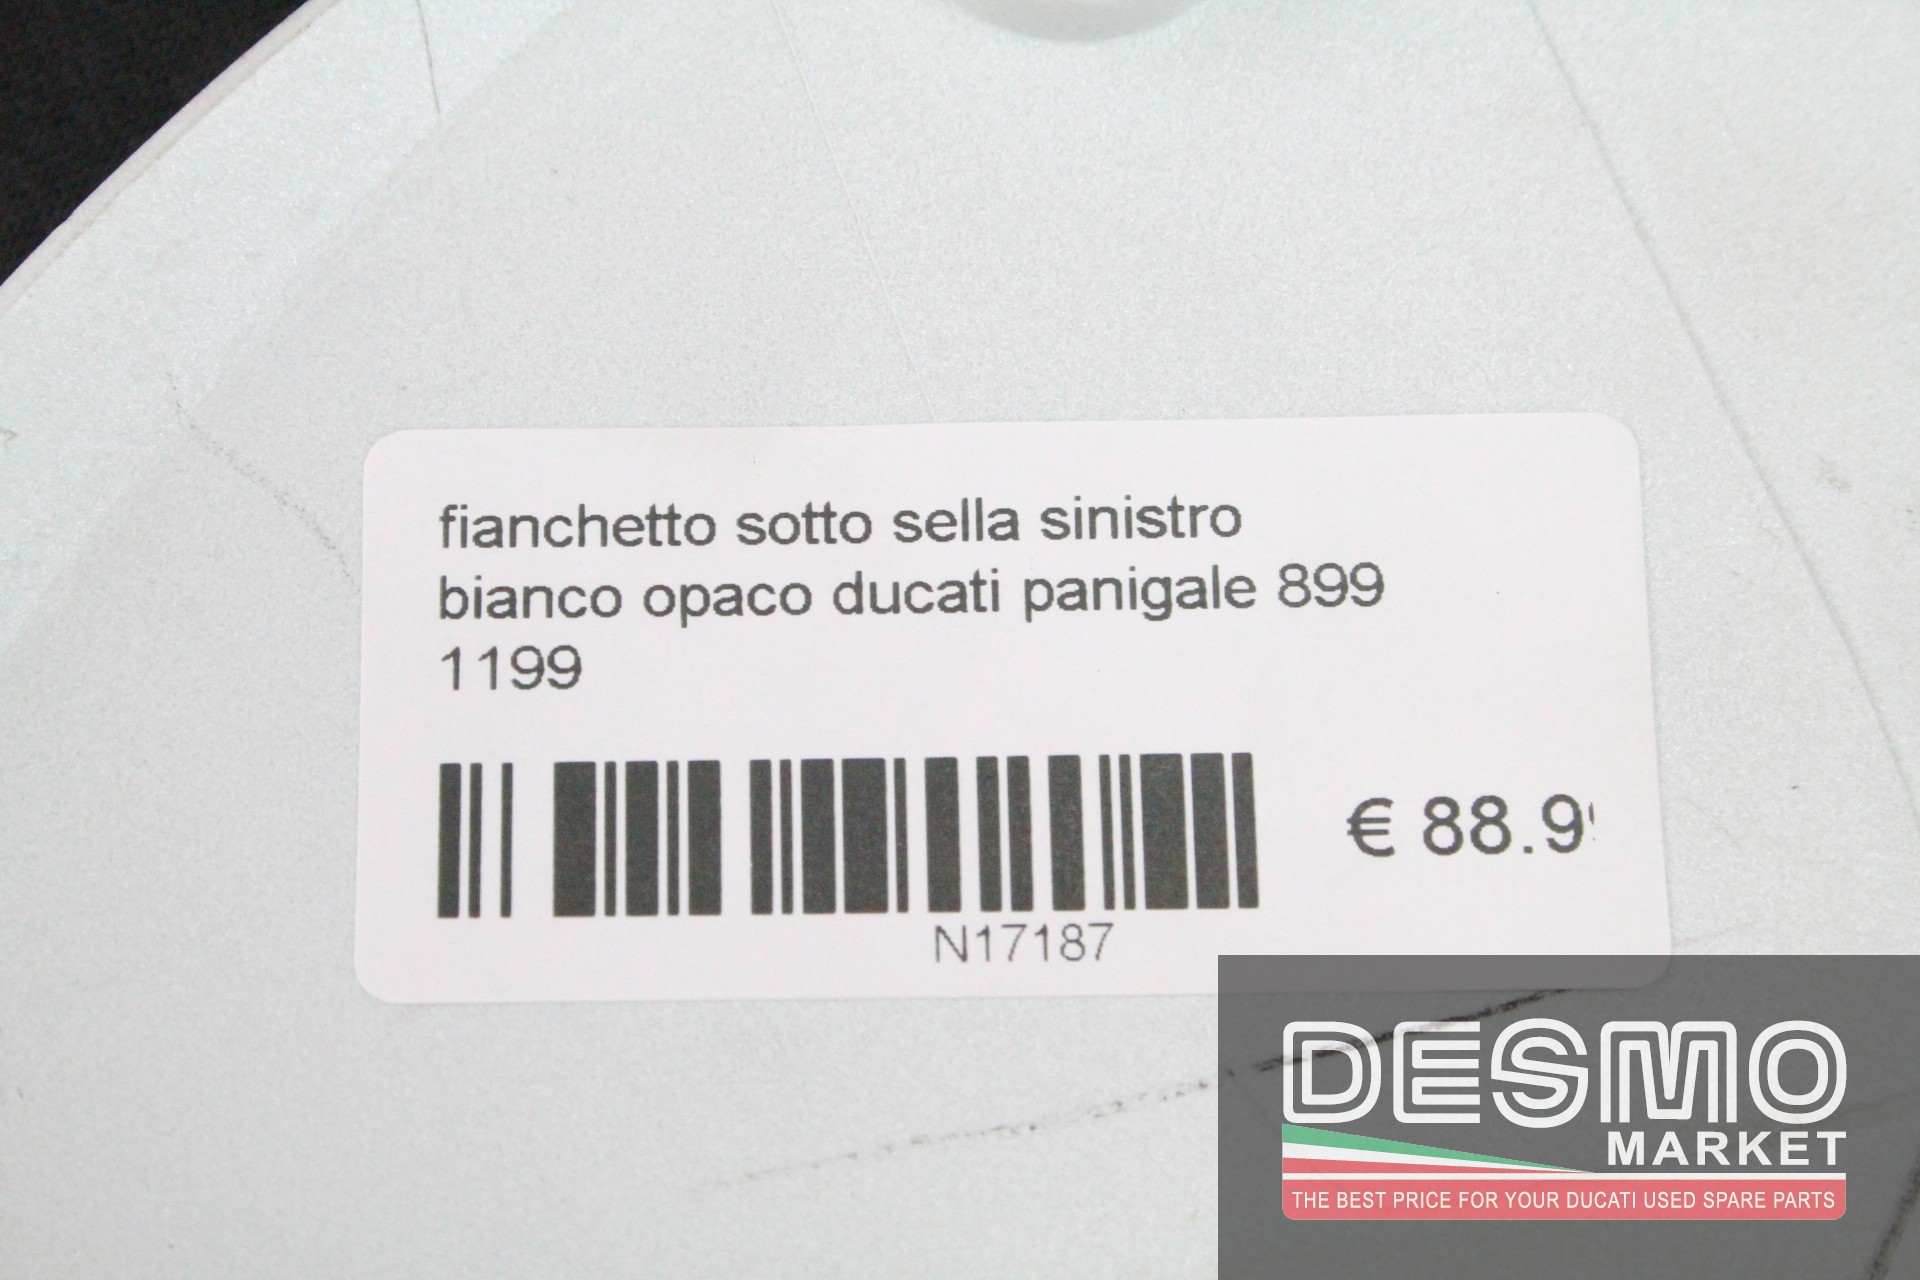 fianchetto sotto sella sinistro
bianco opaco ducati panigale 899
1199
€ 88.9
N17187
DESMO
MARKET
THE BEST PRICE FOR YOUR DUCATI USED SPARE PARTS